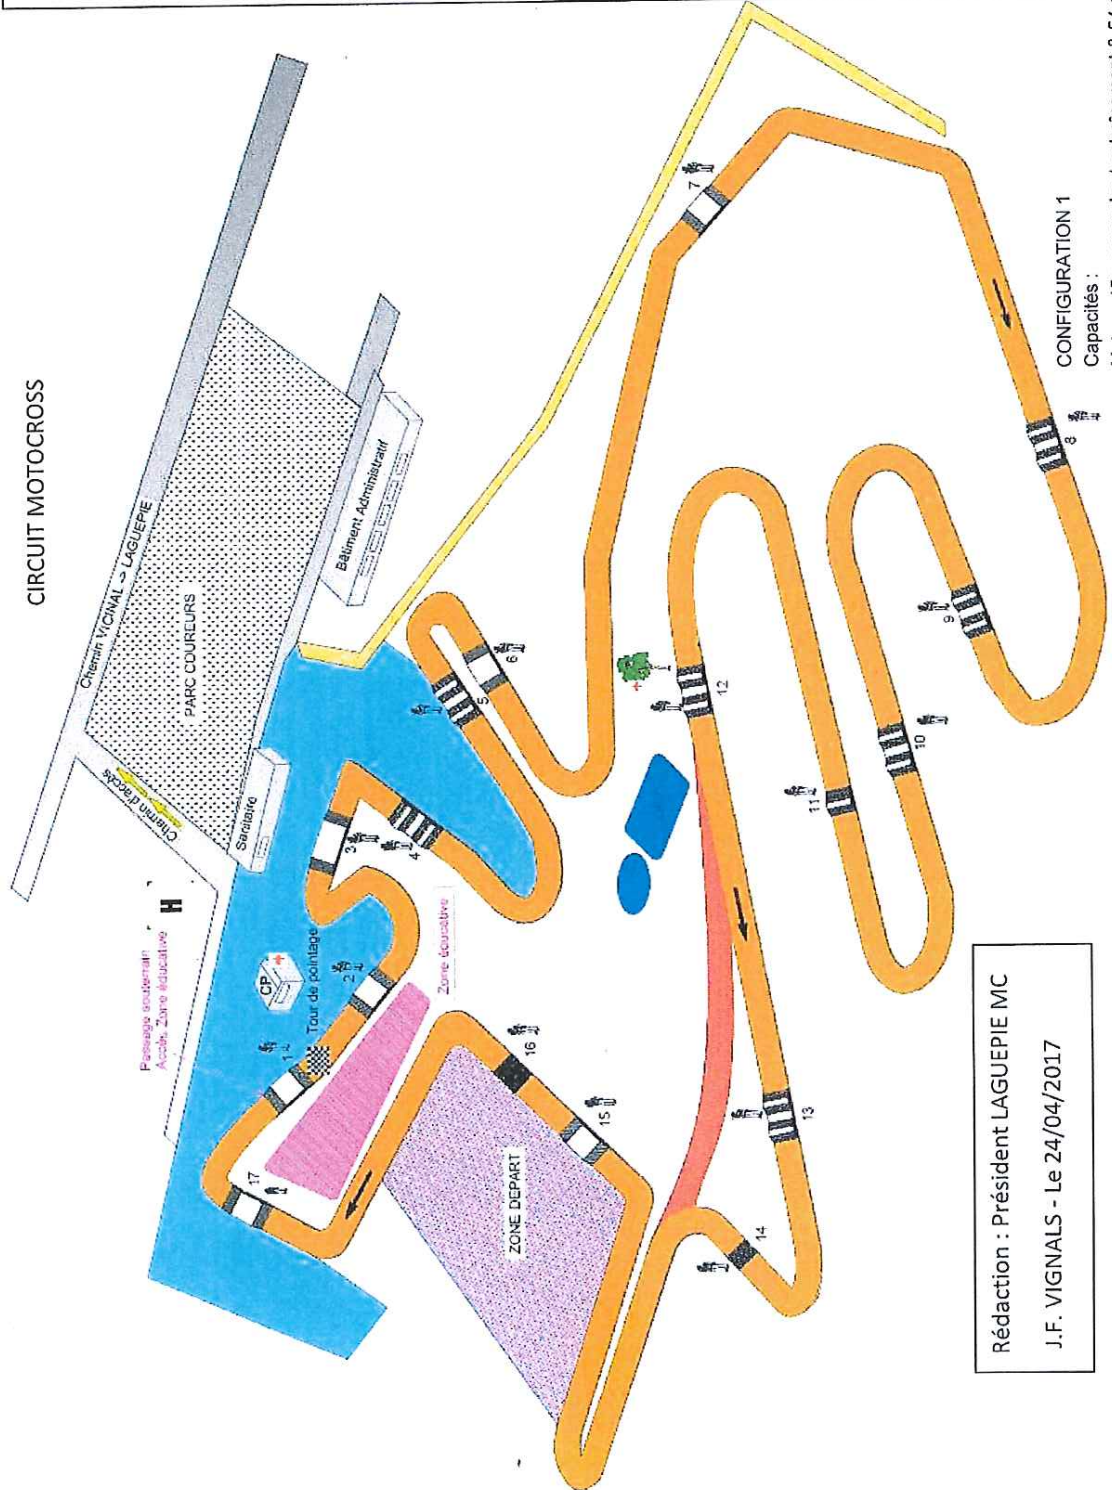 CIRCUIT MOTOCROSS
Chemin VIGNAL -> LAGUEPIE
PARC COUREURS
Chemin d'accès
Sanitaire
Bâtiment Administratif
Passage souterrain
Accès Zone éducative
H
CP
Tour de pointage
Zone éducative
ZONE DEPART
1
2
3
4
5
6
7
8
9
10
11
12
13
14
15
16
17
CONFIGURATION 1
Capacités :
Rédaction : Président LAGUEPIE MC
J.F. VIGNALS - Le 24/04/2017